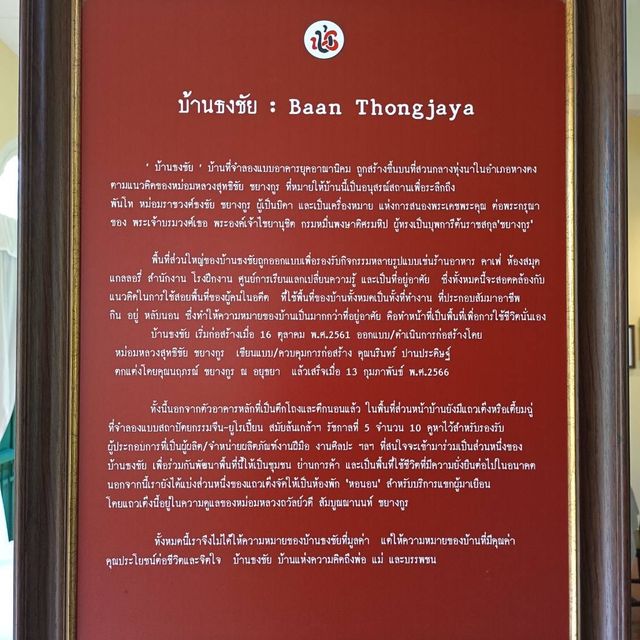 บ้านธงชัย : Baan Thongjaya
' บ้านธงชัย ' บ้านที่จำลองแบบอาคารยุคอาณานิคม ถูกสร้างขึ้นบนที่สวนกลางทุ่งนาในอำเภอหางดง
ตามแนวคิดของหม่อมหลวงสุทธิชัย ชยางกูร ที่หมายให้บ้านนี้เป็นอนุสรณ์สถานเพื่อระลึกถึง
พันโท หม่อมราชวงศ์ธงชัย ชยางกูร ผู้เป็นบิดา และเป็นเครื่องหมาย แห่งการสนองพระเดชพระคุณ ต่อพระกรุณา
ของ พระเจ้าบรมวงศ์เธอ พระองค์เจ้าไชยานุชิต กรมหมื่นพงษาดิศรมหิป ผู้ทรงเป็นบุพการีต้นราชสกุล'ชยางกูร'
พื้นที่ส่วนใหญ่ของบ้านธงชัยถูกออกแบบเพื่อรองรับกิจกรรมหลายรูปแบบเช่นร้านอาหาร คาเฟ่ ห้องสมุด
แกลลอรี่ สำนักงาน โรงฝึกงาน ศูนย์การเรียนแลกเปลี่ยนความรู้ และเป็นที่อยู่อาศัย ซึ่งทั้งหมดนี้จะสอดคล้องกับ
แนวคิดในการใช้สอยพื้นที่ของผู้คนในอดีต ที่ใช้พื้นที่ของบ้านทั้งหมดเป็นทั้งที่ทำงาน ที่ประกอบสัมมาอาชีพ
กิน อยู่ หลับนอน ซึ่งทำให้ความหมายของบ้านเป็นมากกว่าที่อยู่อาศัย คือทำหน้าที่เป็นพื้นที่เพื่อการใช้ชีวิตนั่นเอง
บ้านธงชัย เริ่มก่อสร้างเมื่อ 16 ตุลาคม พ.ศ.2561 ออกแบบ/ดำเนินการก่อสร้างโดย
หม่อมหลวงสุทธิชัย ชยางกูร เขียนแบบ/ควบคุมการก่อสร้าง คุณนรินทร์ ปานประดิษฐ์
ตกแต่งโดยคุณนฤภรณ์ ชยางกูร ณ อยุธยา แล้วเสร็จเมื่อ 13 กุมภาพันธ์ พ.ศ.2566
ทั้งนี้นอกจากตัวอาคารหลักที่เป็นตึกโถงและตึกนอนแล้ว ในพื้นที่ส่วนหน้าบ้านยังมีแถวเต๊งหรือเตี้ยมฉู่
ที่จำลองแบบสถาปัตยกรรมจีน-ยูโรเปี้ยน สมัยล้นเกล้าฯ รัชกาลที่ 5 จำนวน 10 คูหาไว้สำหรับรองรับ
ผู้ประกอบการที่เป็นผู้ผลิต/จำหน่ายผลิตภัณฑ์งานฝีมือ งานศิลปะ ฯลฯ ที่สนใจจะเข้ามาร่วมเป็นส่วนหนึ่งของ
บ้านธงชัย เพื่อร่วมกันพัฒนาพื้นที่นี้ให้เป็นชุมชน ย่านการค้า และเป็นพื้นที่ใช้ชีวิตที่มีความยั่งยืนต่อไปในอนาคต
นอกจากนี้เรายังได้แบ่งส่วนหนึ่งของแถวเต๊งจัดให้เป็นห้องพัก 'หอนอน' สำหรับบริการแขกผู้มาเยือน
โดยแถวเต๊งนี้อยู่ในความดูแลของหม่อมหลวงถวัลย์วดี สัมบูณณานนท์ ชยางกูร
ทั้งหมดนี้เราจึงไม่ได้ให้ความหมายของบ้านธงชัยที่มูลค่า แต่ให้ความหมายของบ้านที่มีคุณค่า
คุณประโยชน์ต่อชีวิตและจิตใจ บ้านธงชัย บ้านแห่งความคิดถึงพ่อ แม่ และบรรพชน